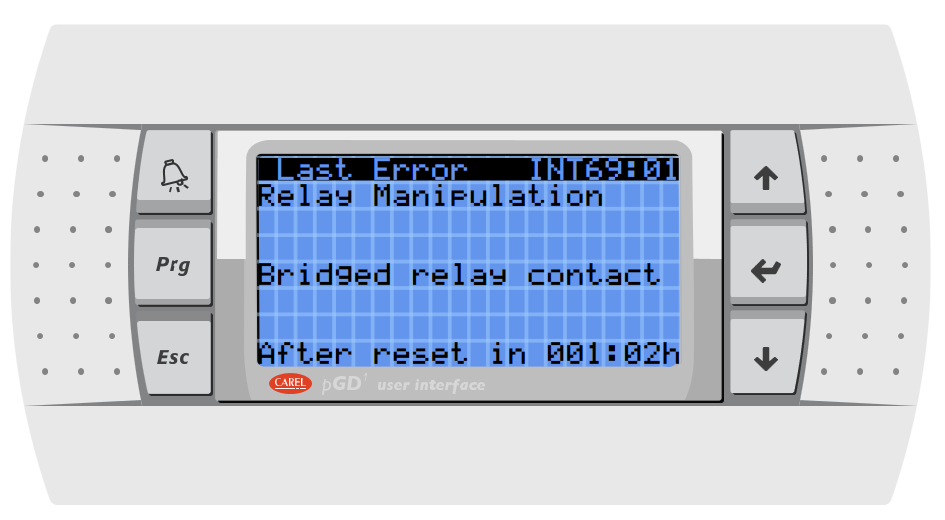 Last Error INT69:01
Relay Manipulation
Bridged relay contact
After reset in 001:02h
Prg
Esc
CAREL pGD¹ user interface